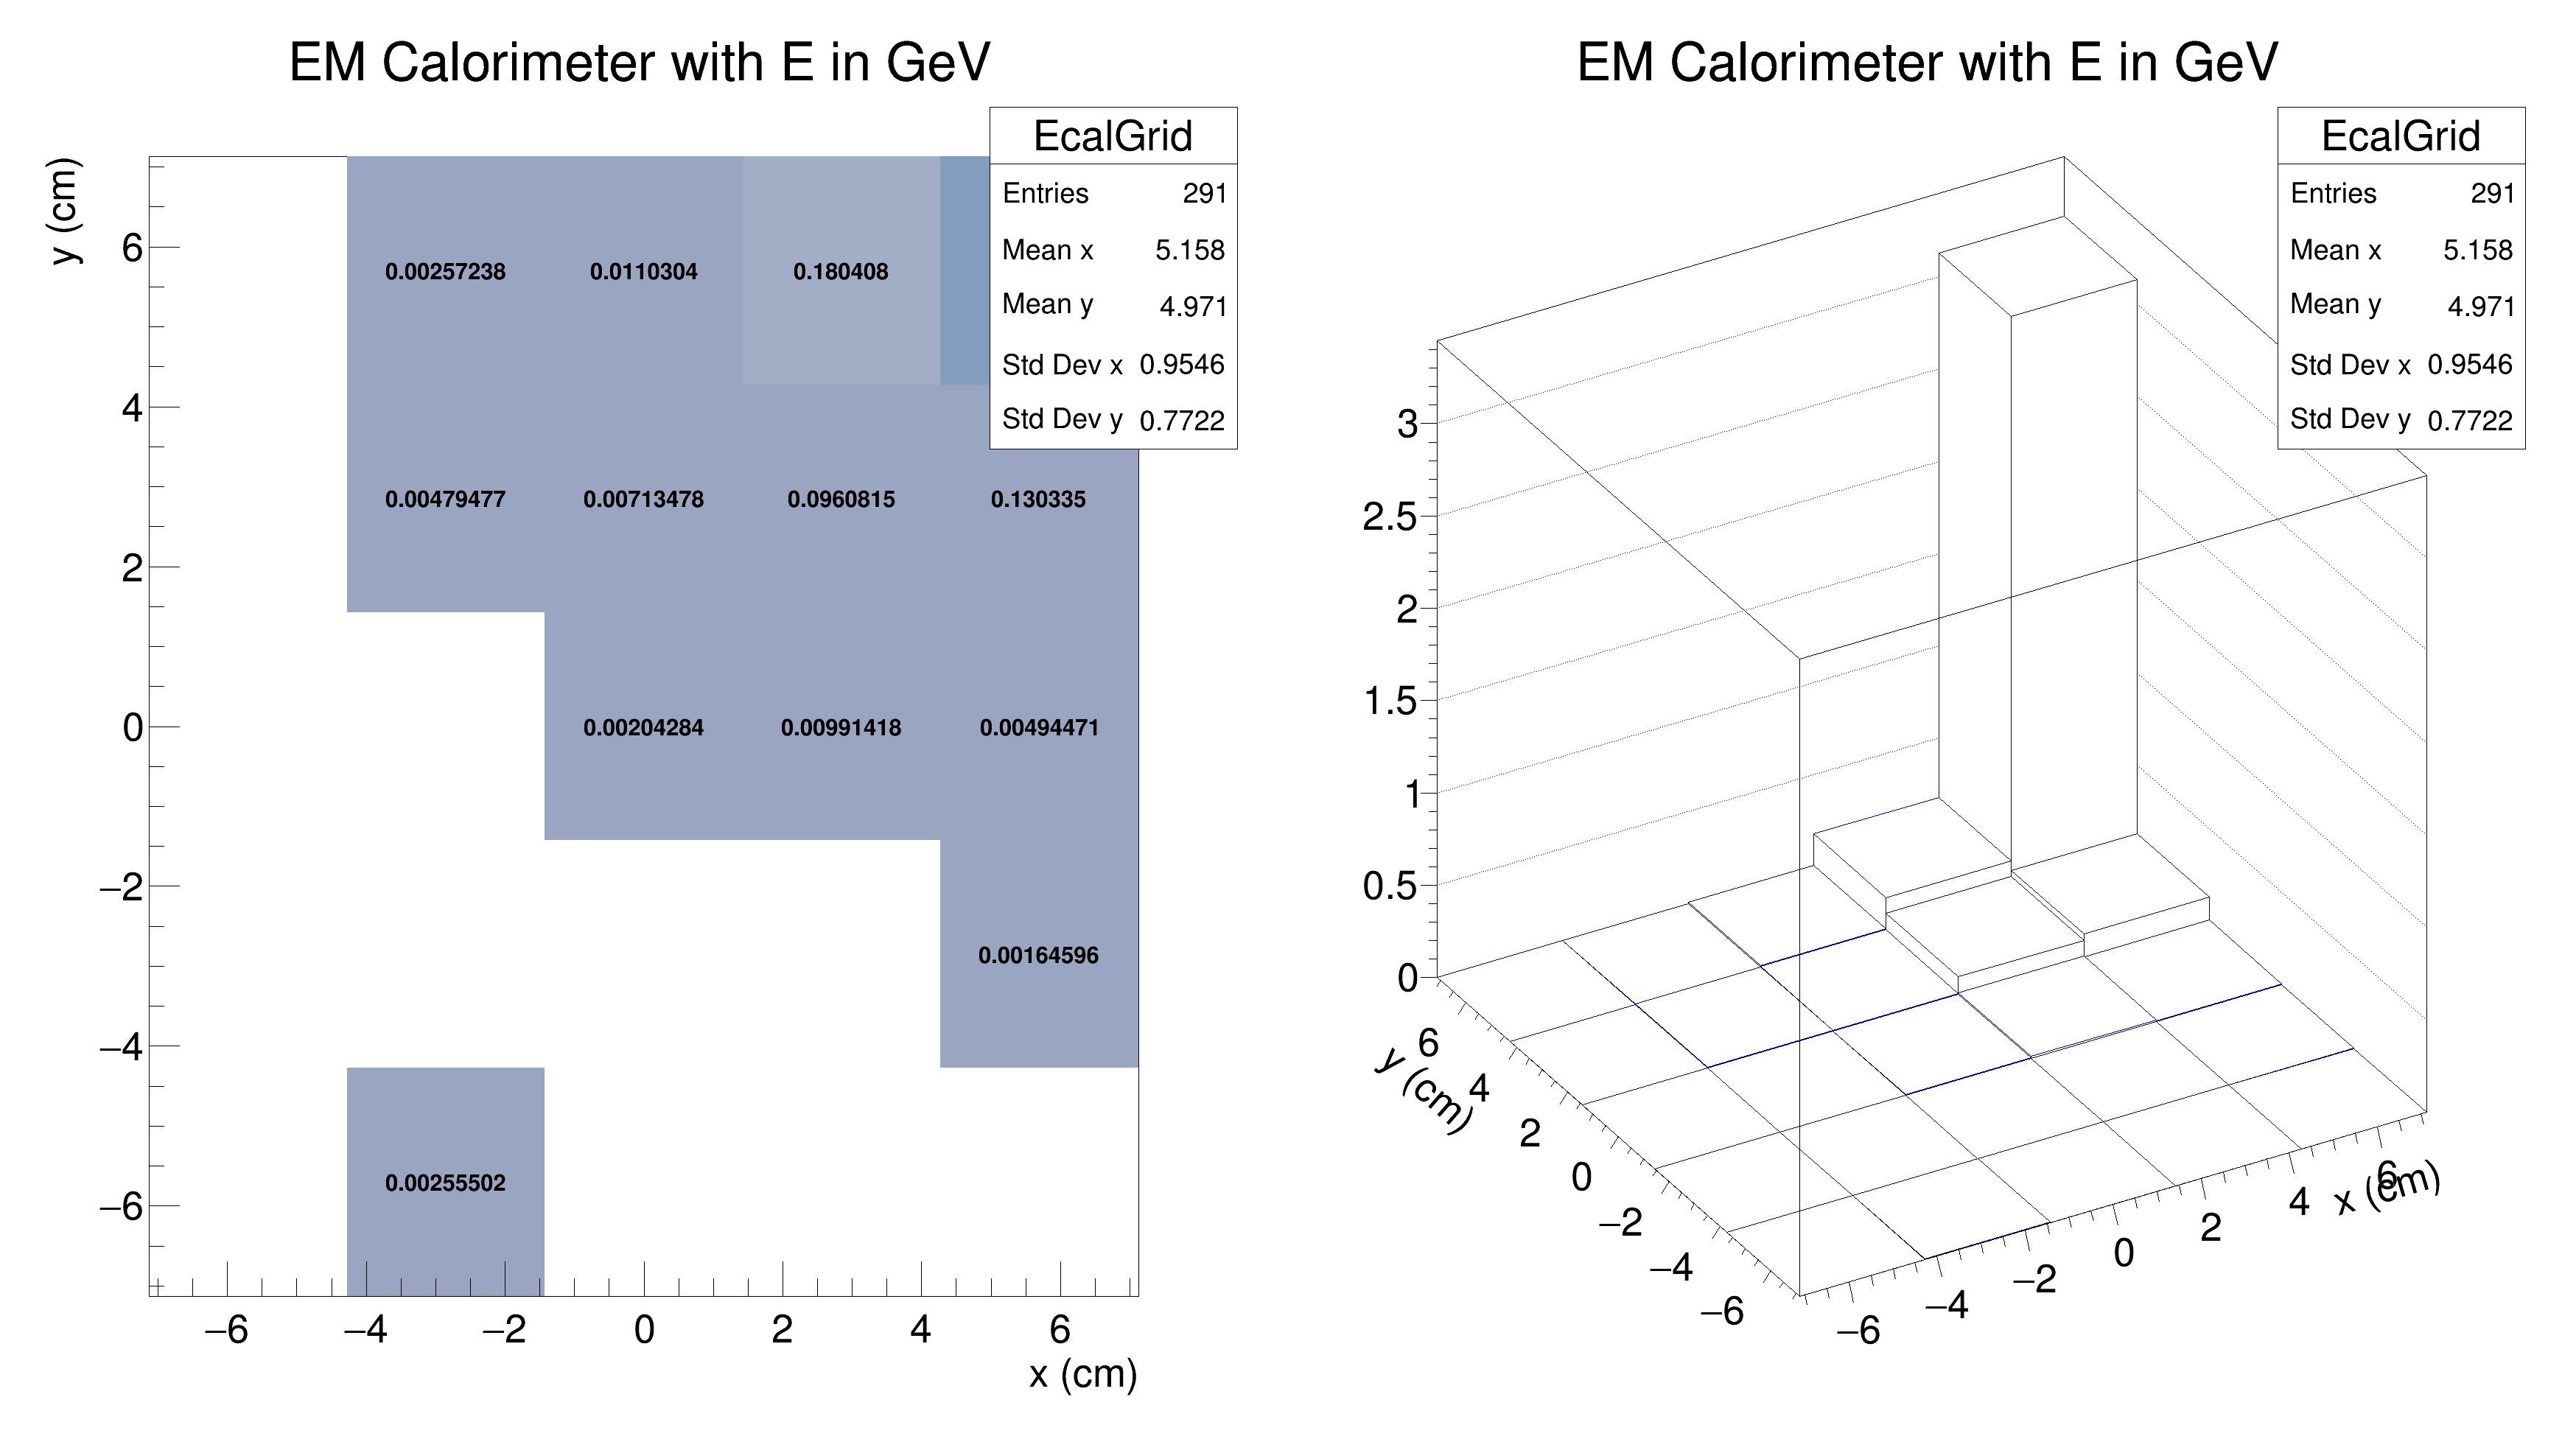 EM Calorimeter with E in GeV
EcalGrid
Entries 291
Mean x 5.158
Mean y 4.971
Std Dev x 0.9546
Std Dev y 0.7722
y (cm)
6
4
2
0
−2
−4
−6
0.00257238 0.0110304 0.180408
0.00479477 0.00713478 0.0960815 0.130335
0.00204284 0.00991418 0.00494471
0.00164596
0.00255502
−6 −4 −2 0 2 4 6
x (cm)
EM Calorimeter with E in GeV
EcalGrid
Entries 291
Mean x 5.158
Mean y 4.971
Std Dev x 0.9546
Std Dev y 0.7722
3
2.5
2
1.5
1
0.5
0
6
4
2
0
−2
−4
−6
y (cm)
−6
−4
−2
0
2
4
6
x (cm)